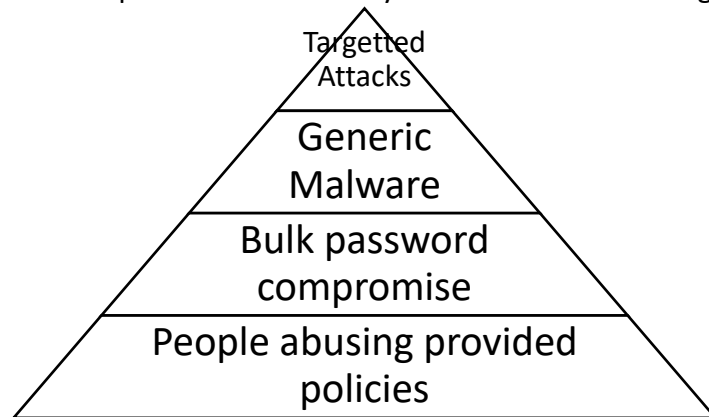 Targetted
Attacks
Generic
Malware
Bulk password
compromise
People abusing provided
policies